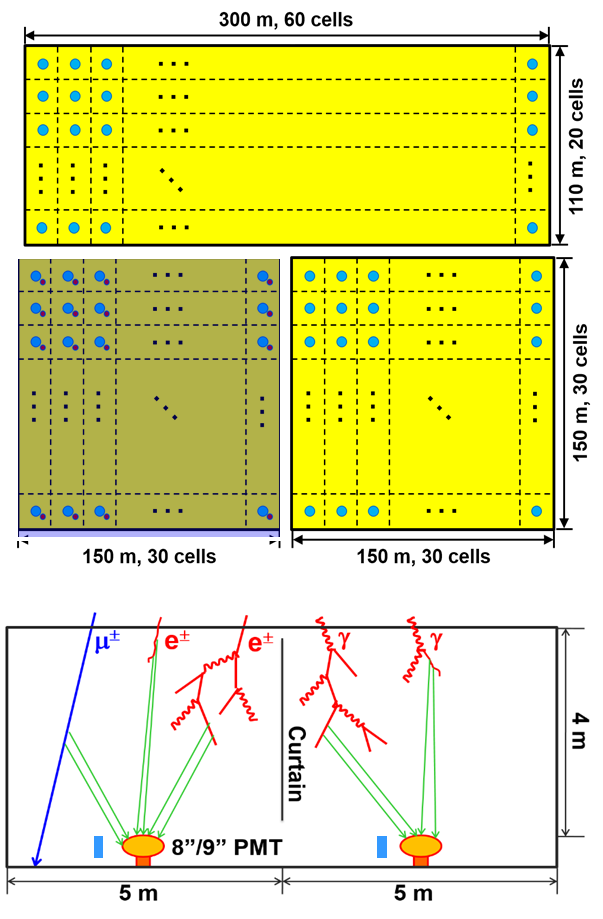 300 m, 60 cells
110 m, 20 cells
150 m, 30 cells
150 m, 30 cells
150 m, 30 cells
μ±
e±
e±
γ
γ
Curtain
4 m
8”/9” PMT
5 m
5 m